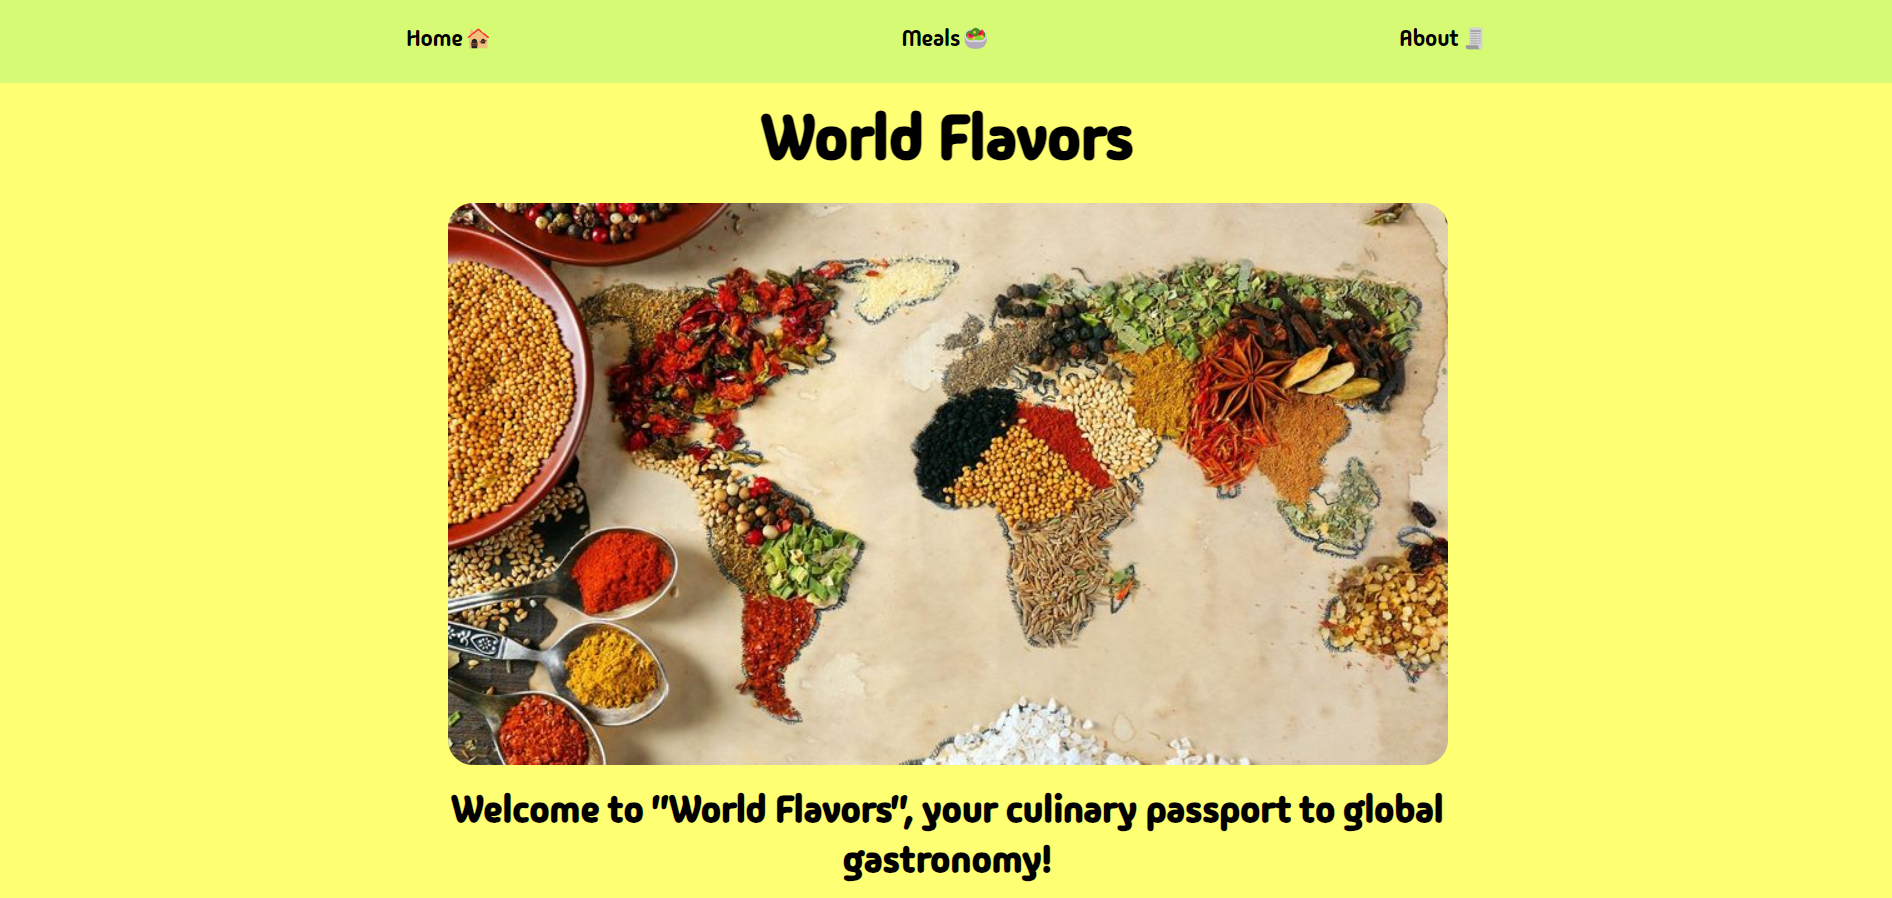 Home 🏠
Meals 🥗
About 📜
World Flavors
Welcome to "World Flavors", your culinary passport to global
gastronomy!